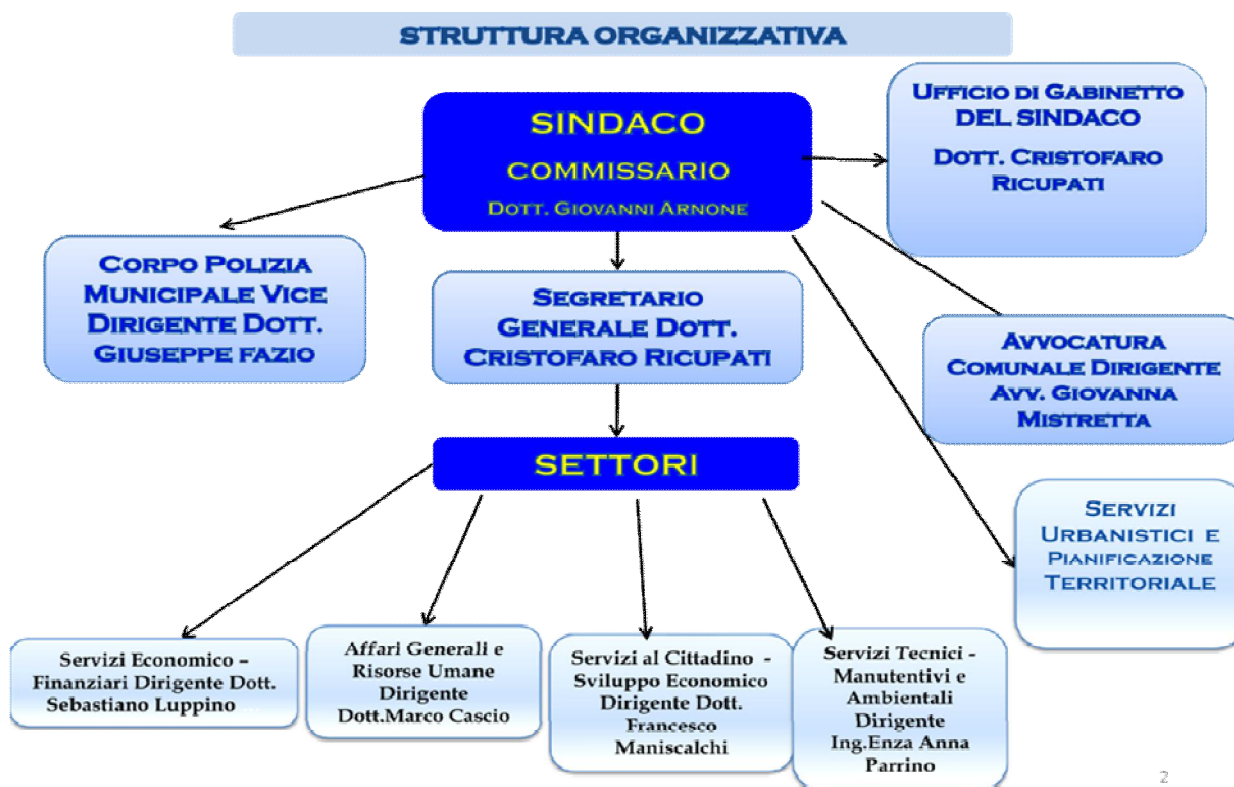 STRUTTURA ORGANIZZATIVA
SINDACO
COMMISSARIO
DOTT. GIOVANNI ARNONE
UFFICIO DI GABINETTO
DEL SINDACO
DOTT. CRISTOFARO
RICUPATI
CORPO POLIZIA
MUNICIPALE VICE
DIRIGENTE DOTT.
GIUSEPPE FAZIO
SEGRETARIO
GENERALE DOTT.
CRISTOFARO RICUPATI
AVVOCATURA
COMUNALE DIRIGENTE
AVV. GIOVANNA
MISTRETTA
SETTORI
SERVIZI
URBANISTICI E
PIANIFICAZIONE
TERRITORIALE
Servizi Economico –
Finanziari Dirigente Dott.
Sebastiano Luppino ...
Affari Generali e
Risorse Umane
Dirigente
Dott.Marco Cascio
Servizi al Cittadino -
Sviluppo Economico
Dirigente Dott.
Francesco
Maniscalchi
Servizi Tecnici -
Manutentivi e
Ambientali
Dirigente
Ing.Enza Anna
Parrino
2